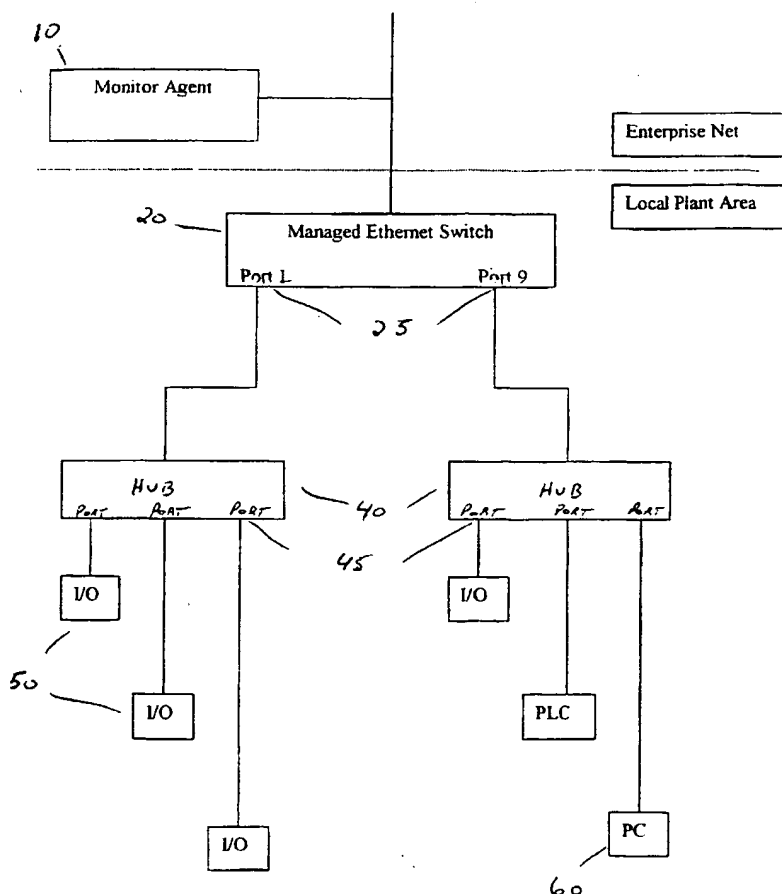 10
Monitor Agent
Enterprise Net
Local Plant Area
20
Managed Ethernet Switch
Port 1
Port 9
25
HUB
PORT PORT PORT
40
HUB
PORT PORT PORT
45
I/O
I/O
50
I/O
PLC
I/O
PC
60